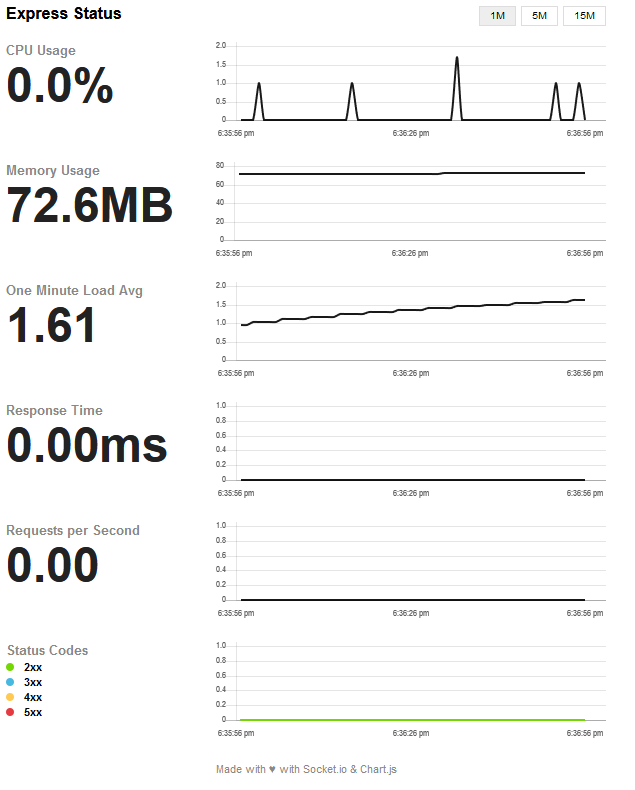 Express Status
1M 5M 15M
CPU Usage
0.0%
2.0
1.5
1.0
0.5
0
6:35:56 pm 6:36:26 pm 6:36:56 pm
Memory Usage
72.6MB
80
60
40
20
0
6:35:56 pm 6:36:26 pm 6:36:56 pm
One Minute Load Avg
1.61
2.0
1.5
1.0
0.5
0
6:35:56 pm 6:36:26 pm 6:36:56 pm
Response Time
0.00ms
1.0
0.8
0.6
0.4
0.2
0
6:35:56 pm 6:36:26 pm 6:36:56 pm
Requests per Second
0.00
1.0
0.8
0.6
0.4
0.2
0
6:35:56 pm 6:36:26 pm 6:36:56 pm
Status Codes
2xx
3xx
4xx
5xx
1.0
0.8
0.6
0.4
0.2
0
6:35:56 pm 6:36:26 pm 6:36:56 pm
Made with ♥ with Socket.io & Chart.js